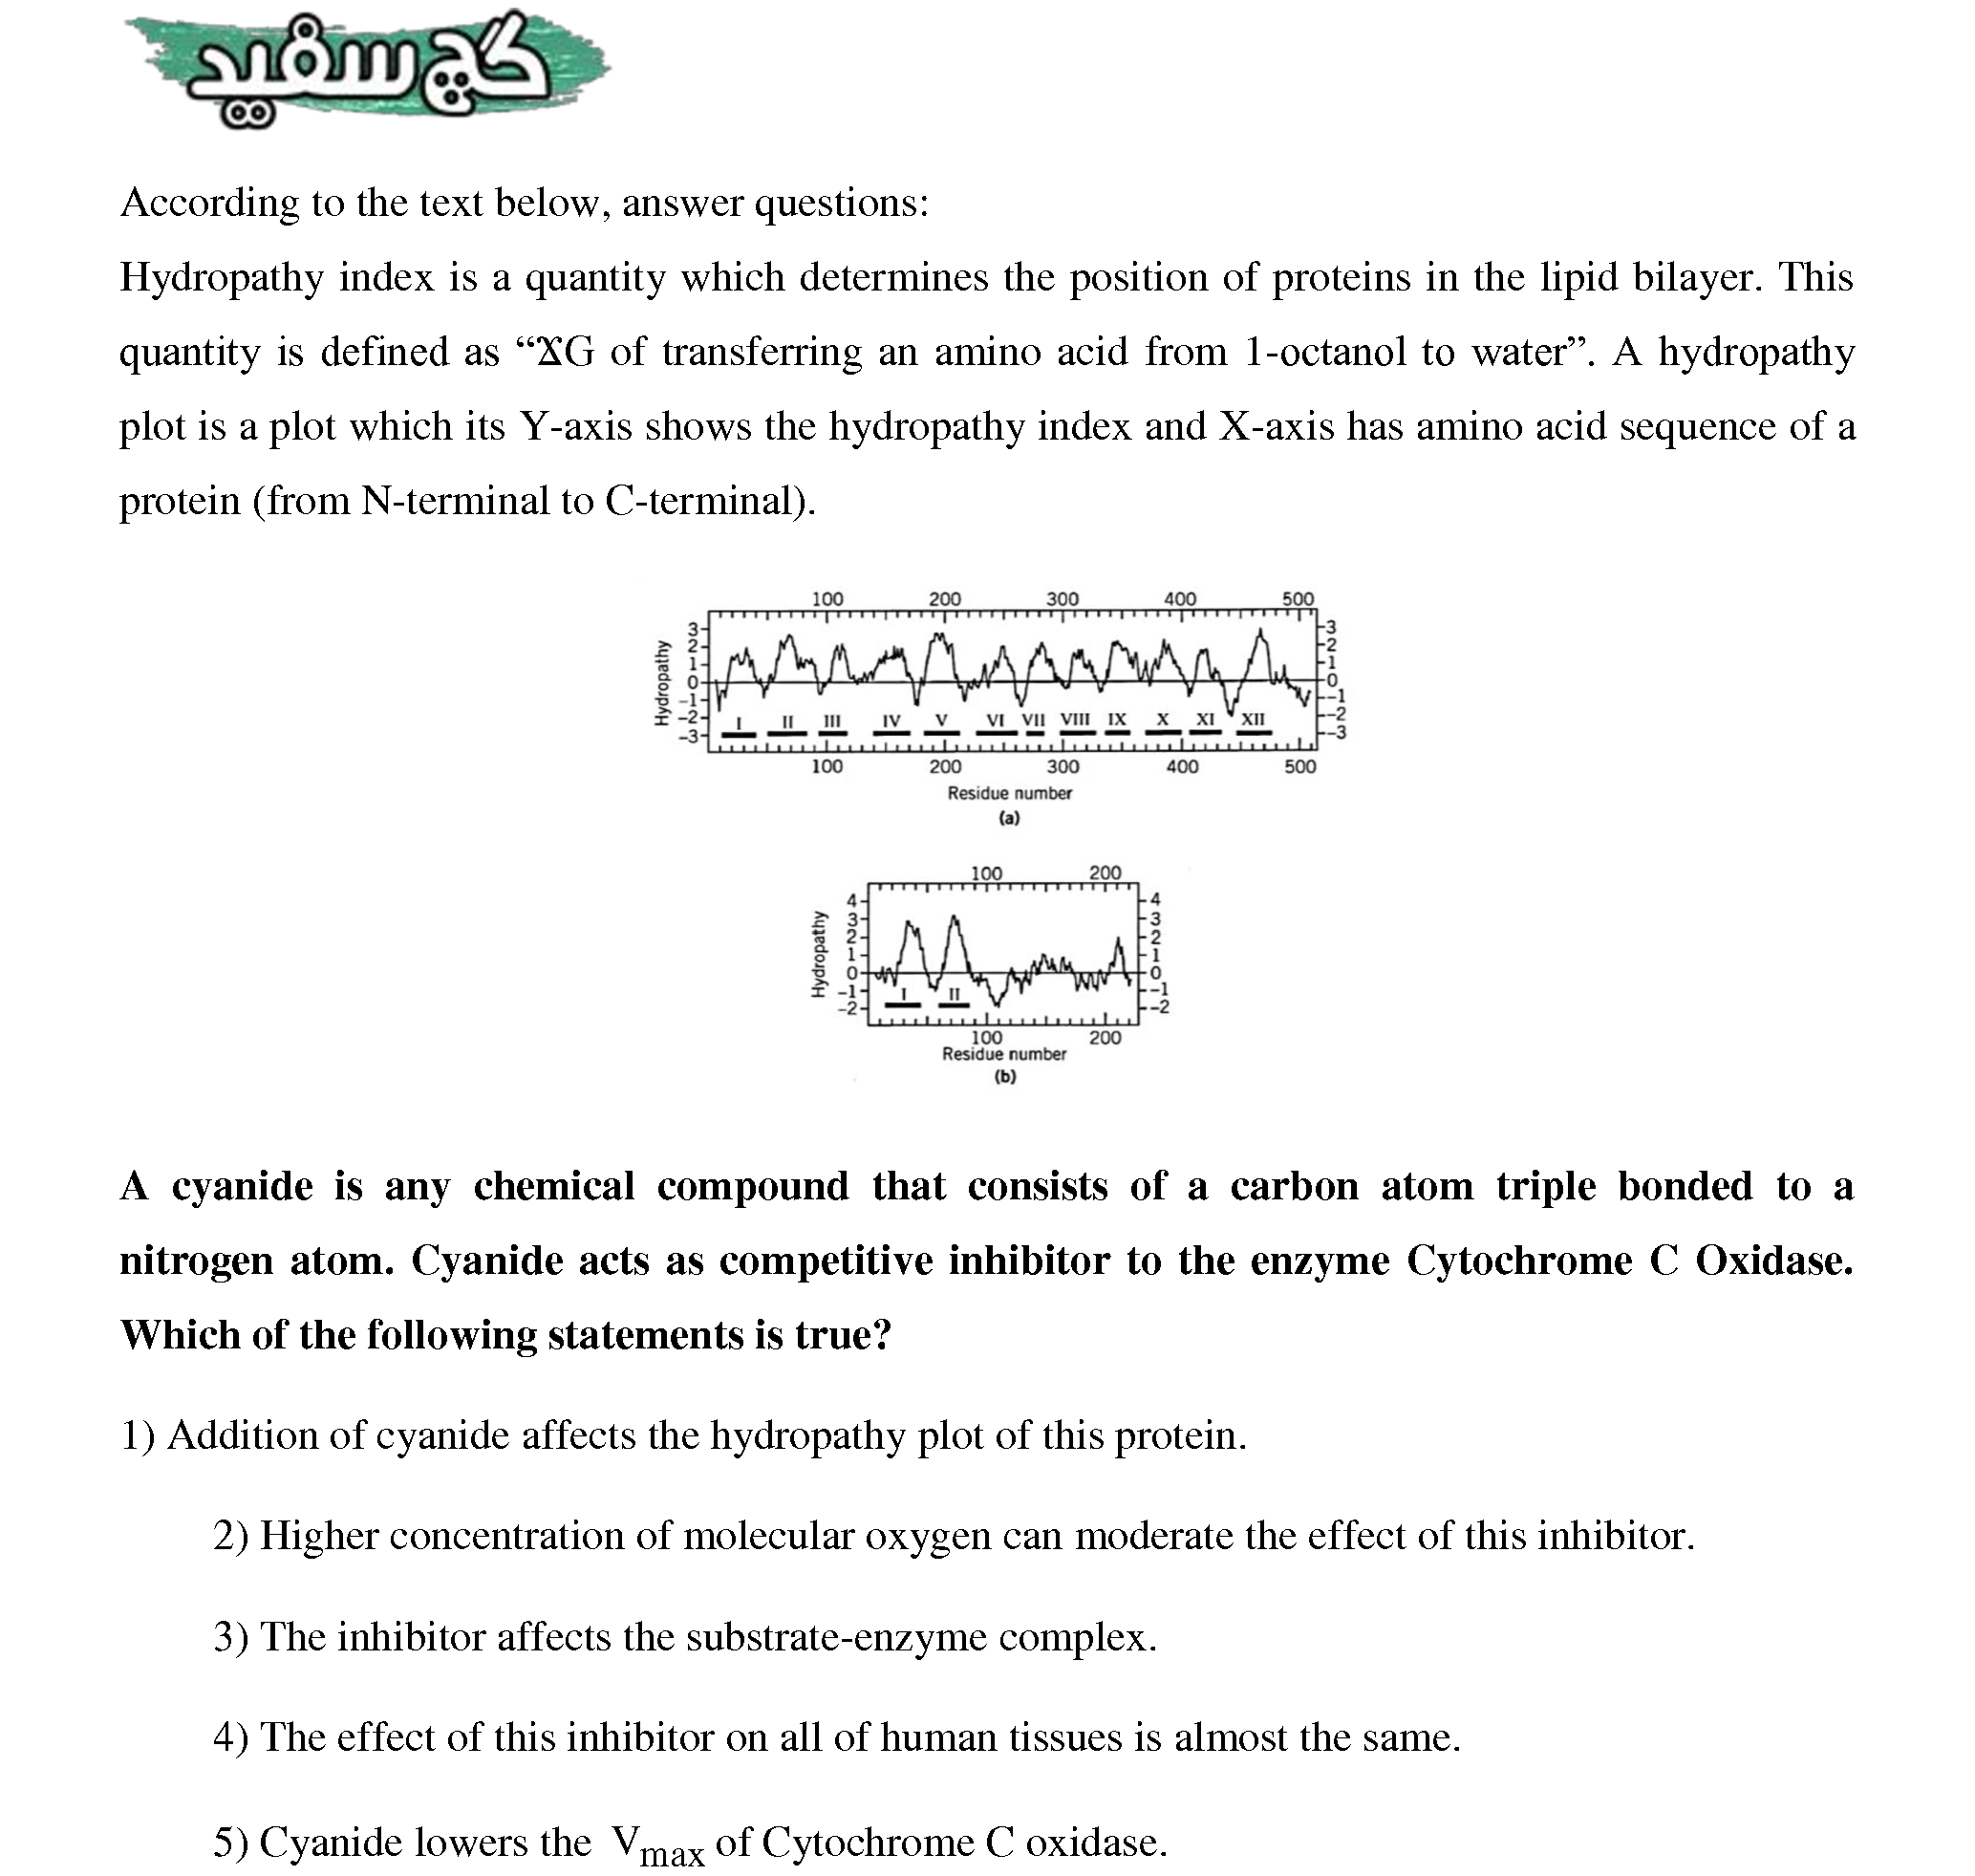 گچ سفید
According to the text below, answer questions:
Hydropathy index is a quantity which determines the position of proteins in the lipid bilayer. This
quantity is defined as “ϪG of transferring an amino acid from 1-octanol to water”. A hydropathy
plot is a plot which its Y-axis shows the hydropathy index and X-axis has amino acid sequence of a
protein (from N-terminal to C-terminal).
100 200 300 400 500
Hydropathy
3 2 1 0 -1 -2 -3
3 2 1 0 -1 -2 -3
I II III IV V VI VII VIII IX X XI XII
100 200 300 400 500
Residue number
(a)
100 200
Hydropathy
4 3 2 1 0 -1 -2
4 3 2 1 0 -1 -2
I II
100 200
Residue number
(b)
A cyanide is any chemical compound that consists of a carbon atom triple bonded to a
nitrogen atom. Cyanide acts as competitive inhibitor to the enzyme Cytochrome C Oxidase.
Which of the following statements is true?
1) Addition of cyanide affects the hydropathy plot of this protein.
2) Higher concentration of molecular oxygen can moderate the effect of this inhibitor.
3) The inhibitor affects the substrate-enzyme complex.
4) The effect of this inhibitor on all of human tissues is almost the same.
5) Cyanide lowers the Vmax of Cytochrome C oxidase.